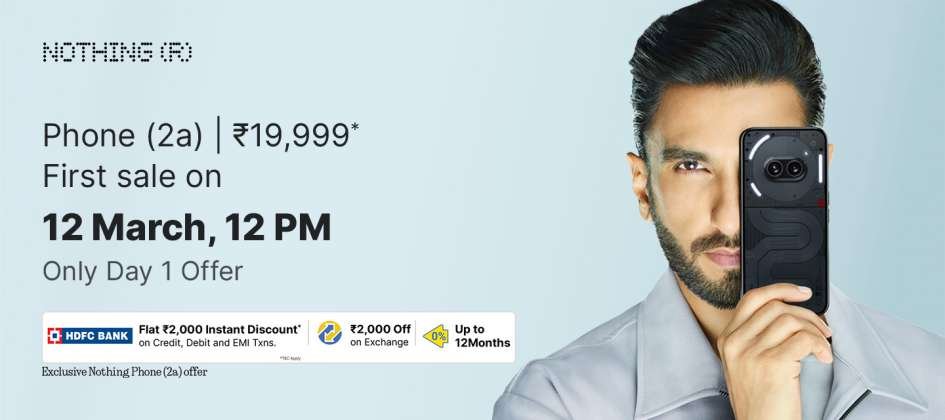 NOTHING (R)
Phone (2a) | ₹19,999*
First sale on
12 March, 12 PM
Only Day 1 Offer
HDFC BANK
Flat ₹2,000 Instant Discount*
on Credit, Debit and EMI Txns.
*T&C Apply
₹2,000 Off
on Exchange
0%
Up to
12Months
Exclusive Nothing Phone (2a) offer